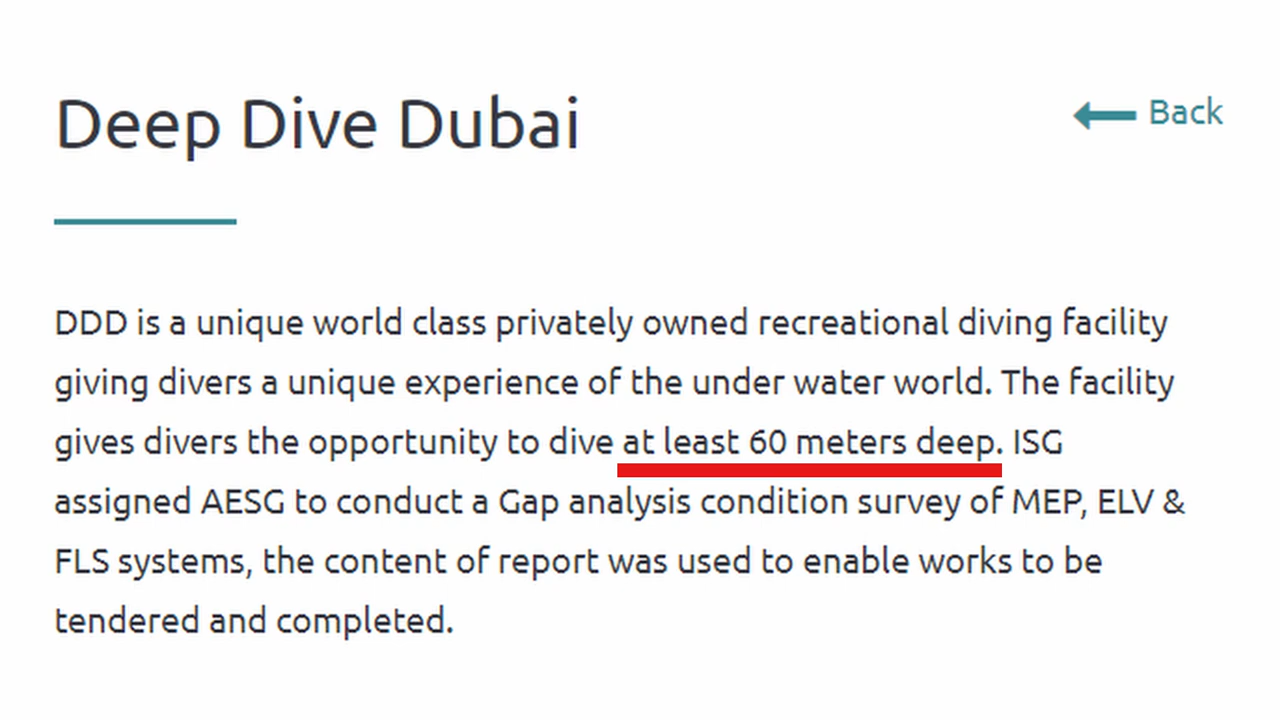 Deep Dive Dubai
Back
DDD is a unique world class privately owned recreational diving facility
giving divers a unique experience of the under water world. The facility
gives divers the opportunity to dive at least 60 meters deep. ISG
assigned AESG to conduct a Gap analysis condition survey of MEP, ELV &
FLS systems, the content of report was used to enable works to be
tendered and completed.